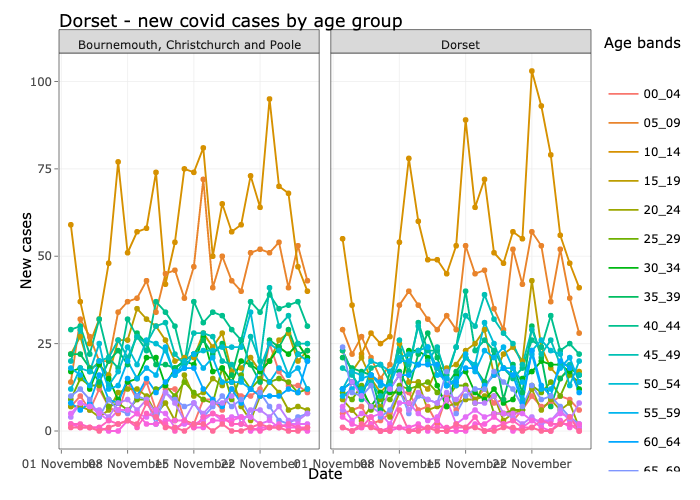 Dorset - new covid cases by age group
Bournemouth, Christchurch and Poole
Dorset
Age bands
00_04
05_09
10_14
15_19
20_24
25_29
30_34
35_39
40_44
45_49
50_54
55_59
60_64
65_69
100
75
50
25
0
New cases
01 November
08 November
15 November
22 November
01 November
08 November
15 November
22 November
Date